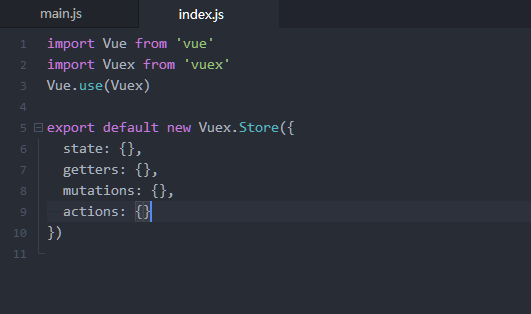 main.js
index.js
1 import Vue from 'vue'
2 import Vuex from 'vuex'
3 Vue.use(Vuex)
4
5 export default new Vuex.Store({
6   state: {},
7   getters: {},
8   mutations: {},
9   actions: {}
10 })
11